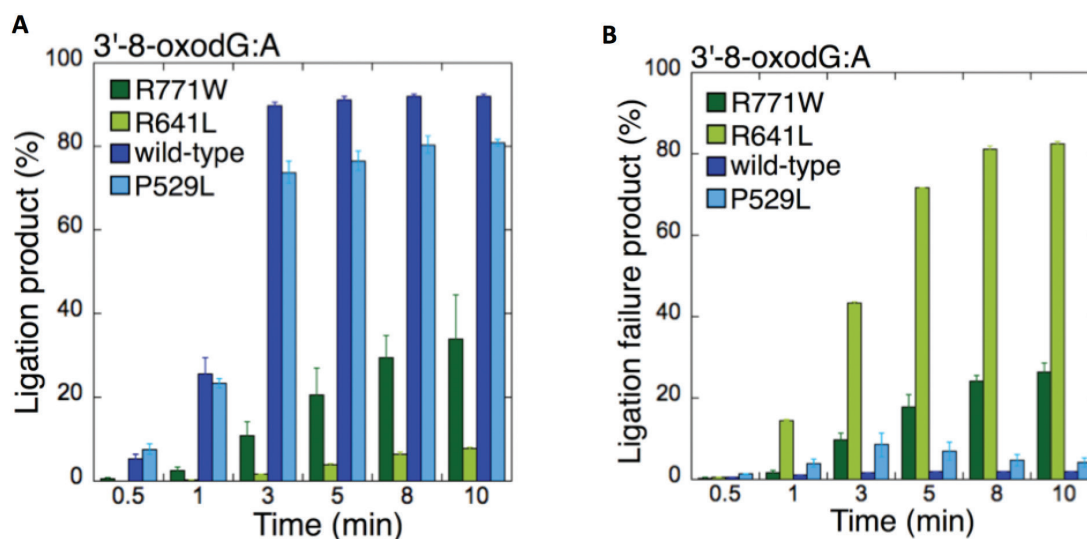 A
3'-8-oxodG:A
Ligation product (%)
100
80
60
40
20
0
R771W
R641L
wild-type
P529L
0.5 1 3 5 8 10
Time (min)
B
3'-8-oxodG:A
Ligation failure product (%)
100
80
60
40
20
0
R771W
R641L
wild-type
P529L
0.5 1 3 5 8 10
Time (min)